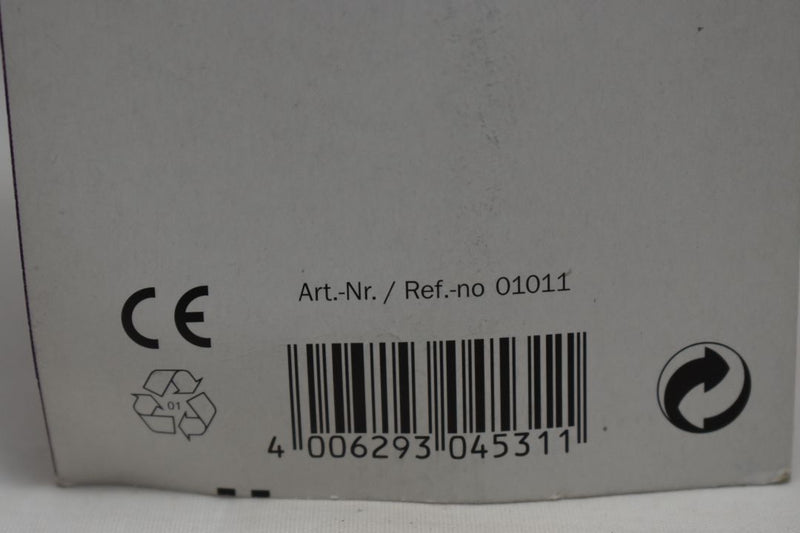 Art.-Nr. / Ref.-no 01011
CE
01
4 006293 045311